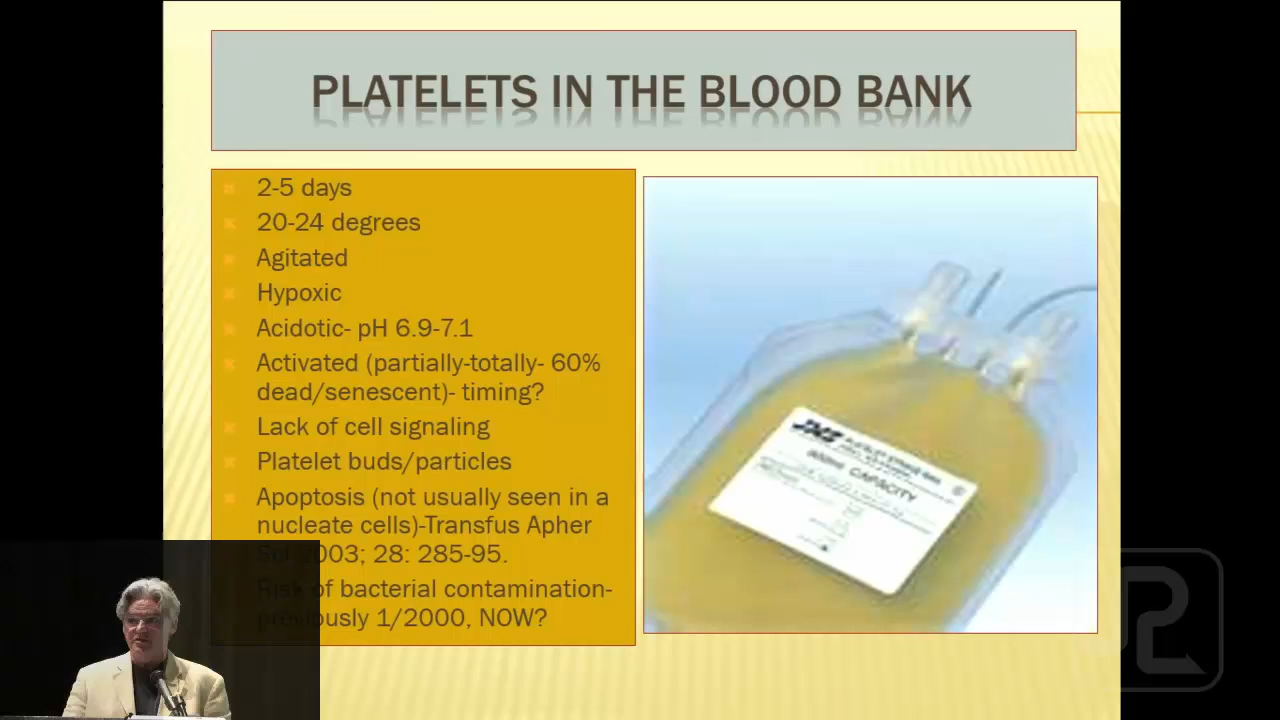 PLATELETS IN THE BLOOD BANK
2-5 days
20-24 degrees
Agitated
Hypoxic
Acidotic- pH 6.9-7.1
Activated (partially-totally- 60%
dead/senescent)- timing?
Lack of cell signaling
Platelet buds/particles
Apoptosis (not usually seen in a
nucleate cells)-Transfus Apher
Sci 2003; 28: 285-95.
Risk of bacterial contamination-
previously 1/2000, NOW?
JMS
CAPACITY